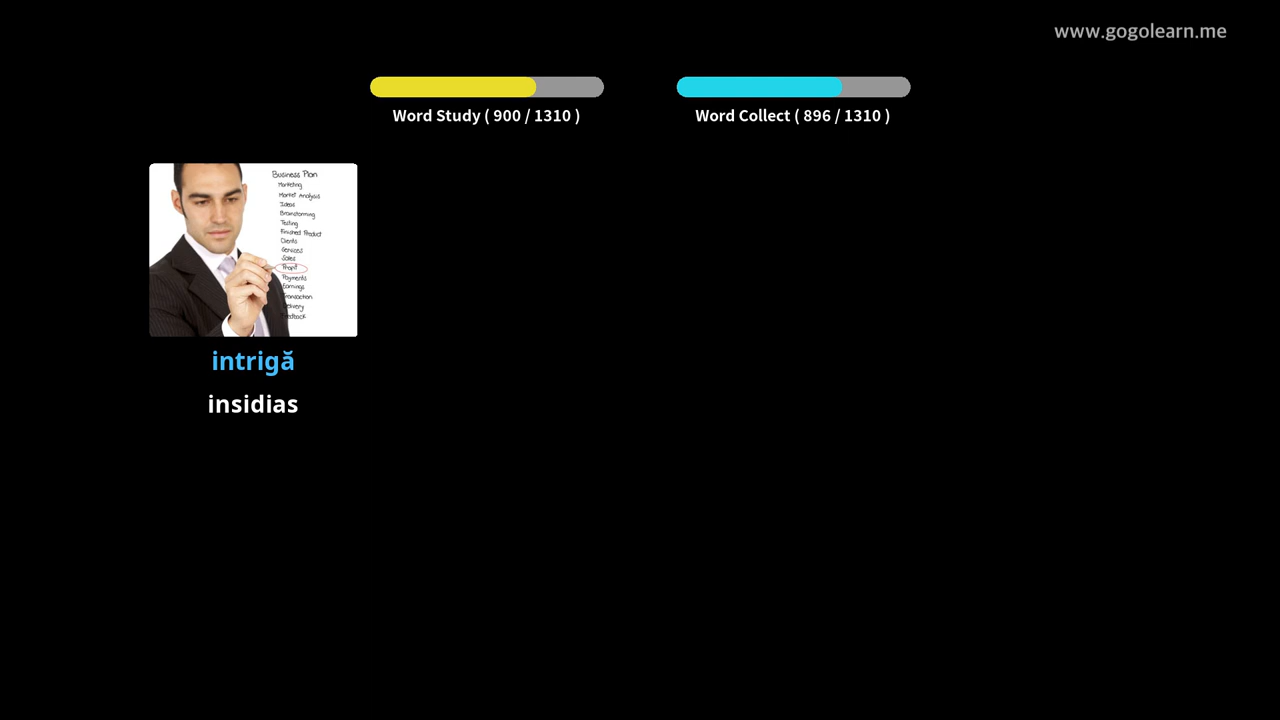 www.gogolearn.me
Word Study ( 900 / 1310 )
Word Collect ( 896 / 1310 )
Business Plan
Marketing
Market Analysis
Ideas
Brainstorming
Testing
Finished Product
Clients
Services
Sales
Profit
Payments
Earnings
Transaction
Delivery
Feedback
intrigă
insidias